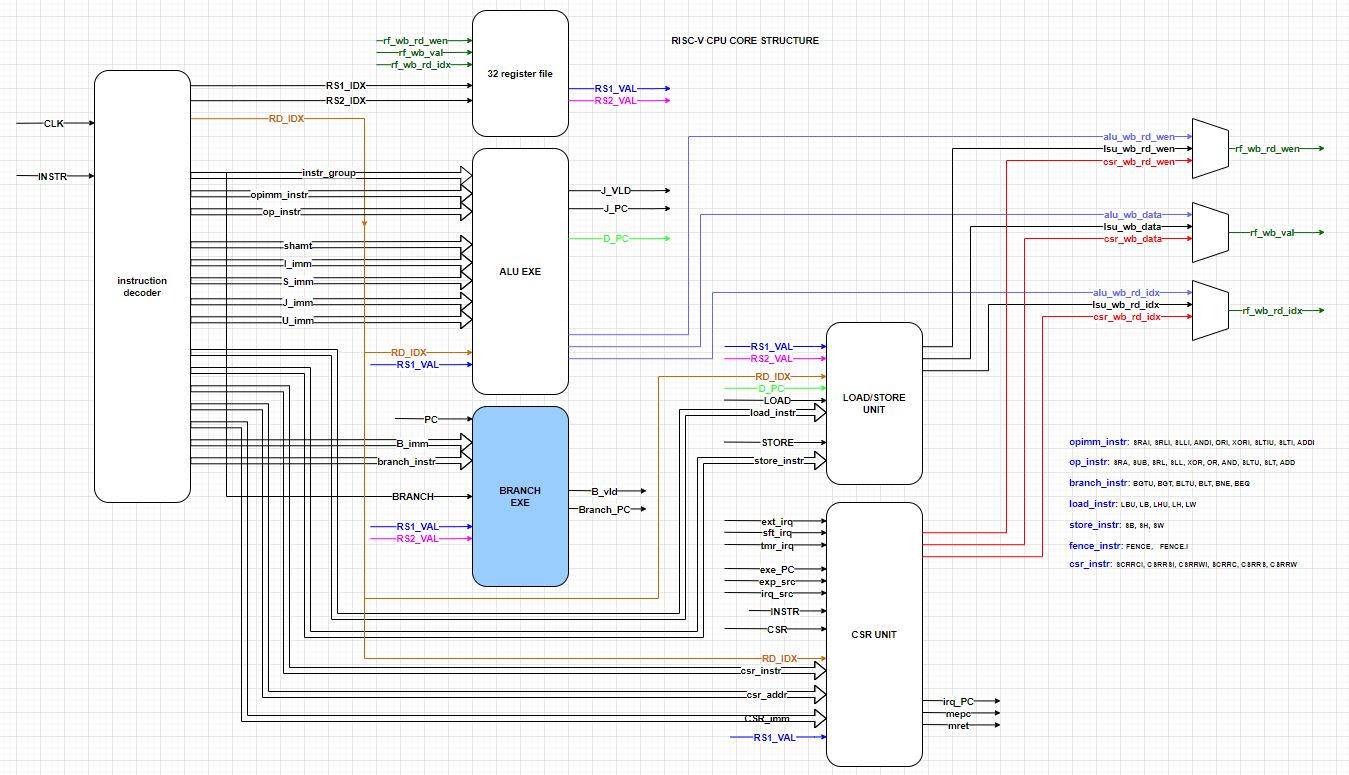 RISC-V CPU CORE STRUCTURE
rf_wb_rd_wen
rf_wb_val
rf_wb_rd_idx
32 register file
RS1_IDX
RS2_IDX
RS1_VAL
RS2_VAL
RD_IDX
CLK
INSTR
instruction
decoder
instr_group
opimm_instr
op_instr
shamt
I_imm
S_imm
J_imm
U_imm
RD_IDX
RS1_VAL
ALU EXE
J_VLD
J_PC
D_PC
alu_wb_rd_wen
lsu_wb_rd_wen
csr_wb_rd_wen
rf_wb_rd_wen
alu_wb_data
lsu_wb_data
csr_wb_data
rf_wb_val
alu_wb_rd_idx
lsu_wb_rd_idx
csr_wb_rd_idx
rf_wb_rd_idx
PC
B_imm
branch_instr
BRANCH
RS1_VAL
RS2_VAL
BRANCH
EXE
B_vld
Branch_PC
RS1_VAL
RS2_VAL
RD_IDX
D_PC
LOAD
load_instr
STORE
store_instr
LOAD/STORE
UNIT
opimm_instr: SRAI, SRLI, SLLI, ANDI, ORI, XORI, SLTIU, SLTI, ADDI
op_instr: SRA, SUB, SRL, SLL, XOR, OR, AND, SLTU, SLT, ADD
branch_instr: BGTU, BGT, BLTU, BLT, BNE, BEQ
load_instr: LBU, LB, LHU, LH, LW
store_instr: SB, SH, SW
fence_instr: FENCE, FENCE.I
csr_instr: SCRRCI, CSRRSI, CSRRWI, SCRRC, CSRRS, CSRRW
ext_irq
sft_irq
tmr_irq
exe_PC
exp_src
irq_src
INSTR
CSR
RD_IDX
csr_instr
csr_addr
CSR_imm
RS1_VAL
CSR UNIT
irq_PC
mepc
mret